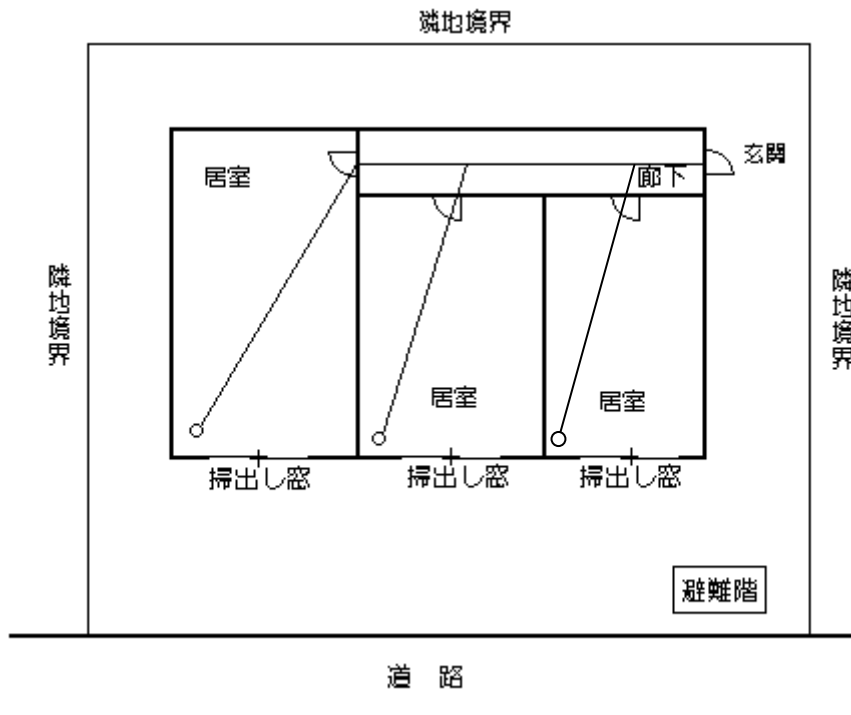 隣地境界
玄関
居室
廊下
隣地境界
隣地境界
居室
居室
掃出し窓
掃出し窓
掃出し窓
避難階
道 路